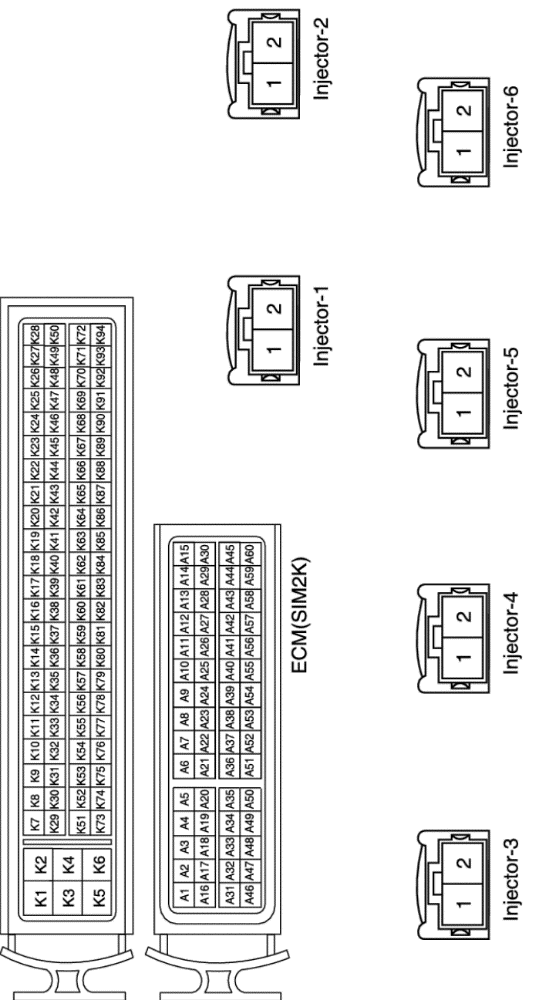 K1 K2 K7 K8 K9 K10 K11 K12 K13 K14 K15 K16 K17 K18 K19 K20 K21 K22 K23 K24 K25 K26 K27 K28
K29 K30 K31 K32 K33 K34 K35 K36 K37 K38 K39 K40 K41 K42 K43 K44 K45 K46 K47 K48 K49 K50
K3 K4
K51 K52 K53 K54 K55 K56 K57 K58 K59 K60 K61 K62 K63 K64 K65 K66 K67 K68 K69 K70 K71 K72
K5 K6 K73 K74 K75 K76 K77 K78 K79 K80 K81 K82 K83 K84 K85 K86 K87 K88 K89 K90 K91 K92 K93 K94
A1 A2 A3 A4 A5 A6 A7 A8 A9 A10 A11 A12 A13 A14 A15
A16 A17 A18 A19 A20 A21 A22 A23 A24 A25 A26 A27 A28 A29 A30
A31 A32 A33 A34 A35 A36 A37 A38 A39 A40 A41 A42 A43 A44 A45
A46 A47 A48 A49 A50 A51 A52 A53 A54 A55 A56 A57 A58 A59 A60
ECM(SIM2K)
1 2
Injector-1
1 2
Injector-2
1 2
Injector-3
1 2
Injector-4
1 2
Injector-5
1 2
Injector-6